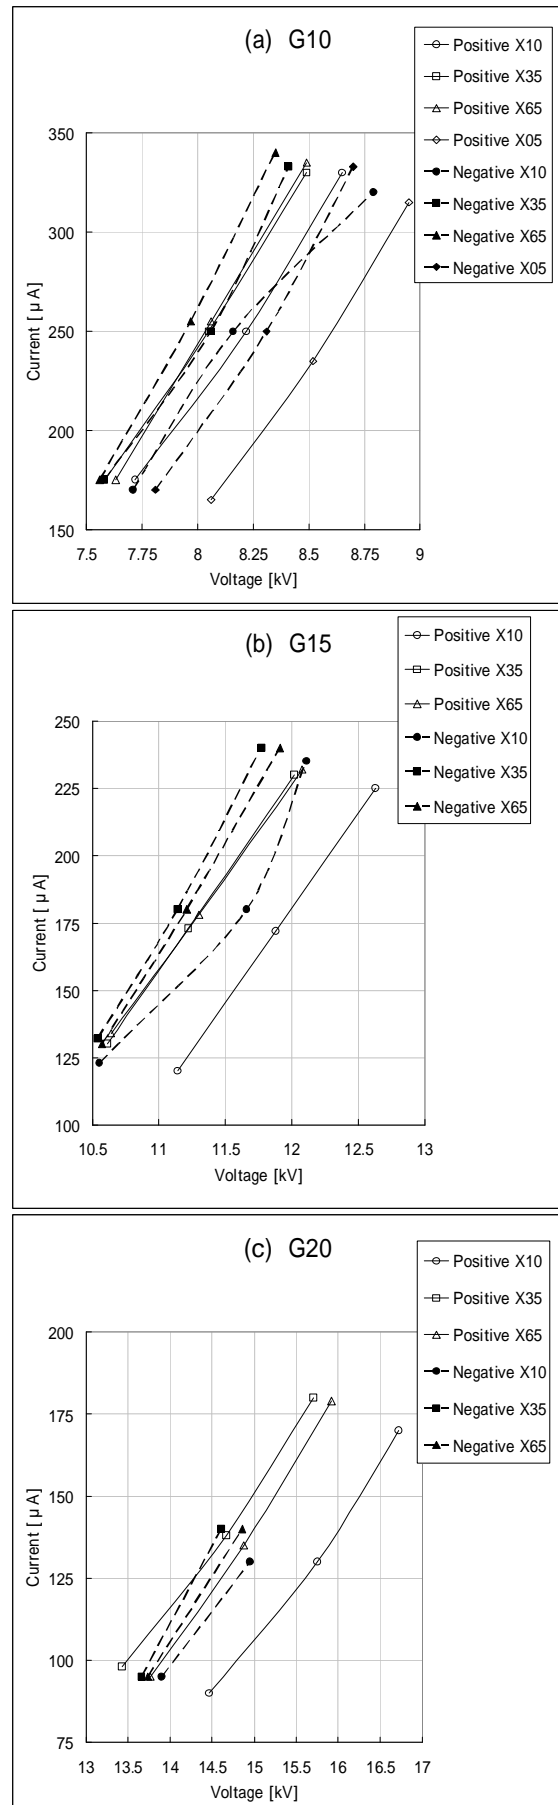 (a) G10
Positive X10
Positive X35
Positive X65
Positive X05
Negative X10
Negative X35
Negative X65
Negative X05
350
300
250
200
150
Current [ μ A]
7.5 7.75 8 8.25 8.5 8.75 9
Voltage [kV]
(b) G15
Positive X10
Positive X35
Positive X65
Negative X10
Negative X35
Negative X65
250
225
200
175
150
125
100
Current [ μ A]
10.5 11 11.5 12 12.5 13
Voltage [kV]
(c) G20
Positive X10
Positive X35
Positive X65
Negative X10
Negative X35
Negative X65
200
175
150
125
100
75
Current [ μ A]
13 13.5 14 14.5 15 15.5 16 16.5 17
Voltage [kV]